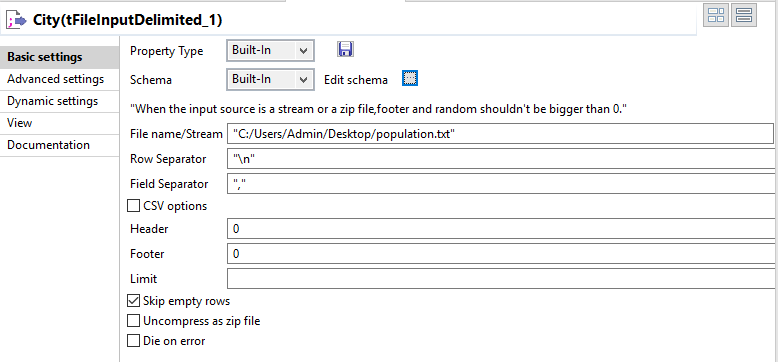 City(tFileInputDelimited_1)
Basic settings
Advanced settings
Dynamic settings
View
Documentation
Property Type Built-In
Schema Built-In Edit schema ...
"When the input source is a stream or a zip file,footer and random shouldn't be bigger than 0."
File name/Stream "C:/Users/Admin/Desktop/population.txt"
Row Separator "\n"
Field Separator ","
CSV options
Header 0
Footer 0
Limit
Skip empty rows
Uncompress as zip file
Die on error